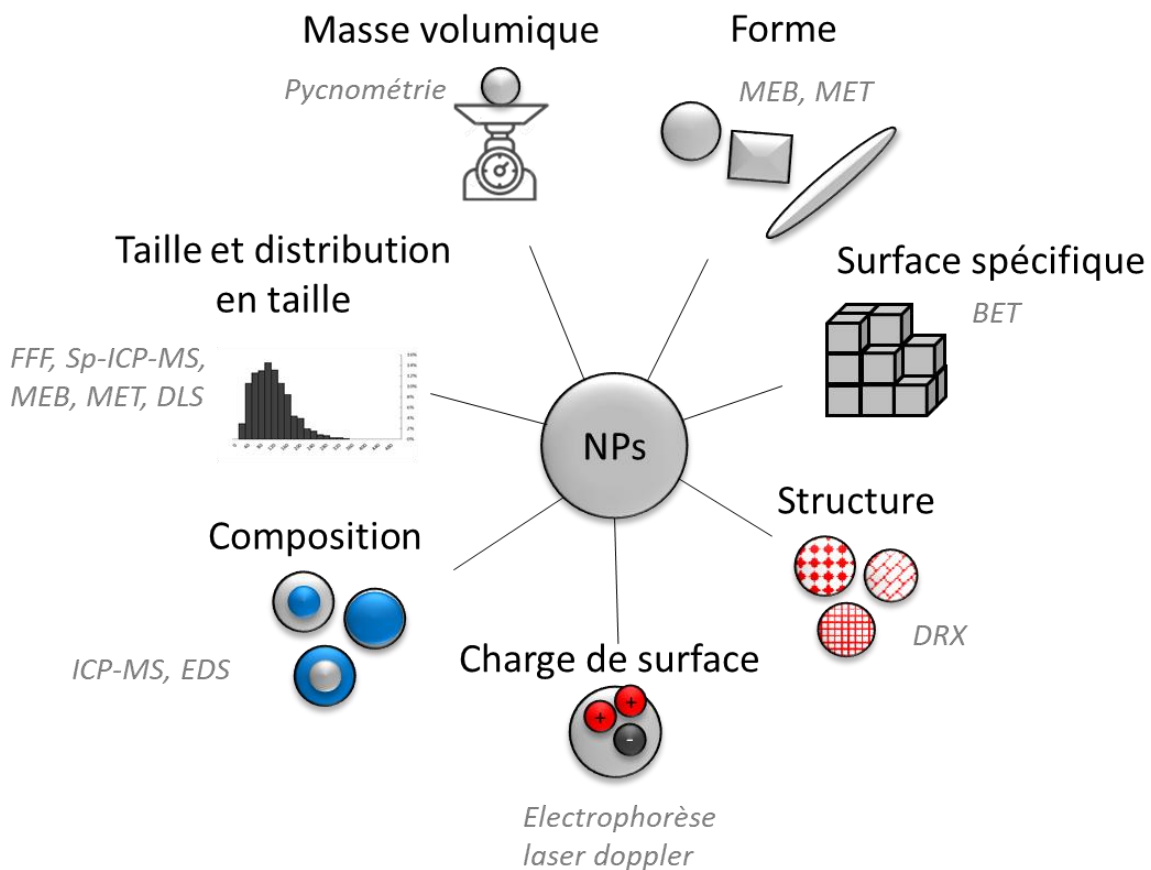 Masse volumique
Pycnométrie
Forme
MEB, MET
Taille et distribution
en taille
FFF, Sp-ICP-MS,
MEB, MET, DLS
Surface spécifique
BET
NPs
Structure
DRX
Composition
ICP-MS, EDS
Charge de surface
+
+
-
Electrophorèse
laser doppler